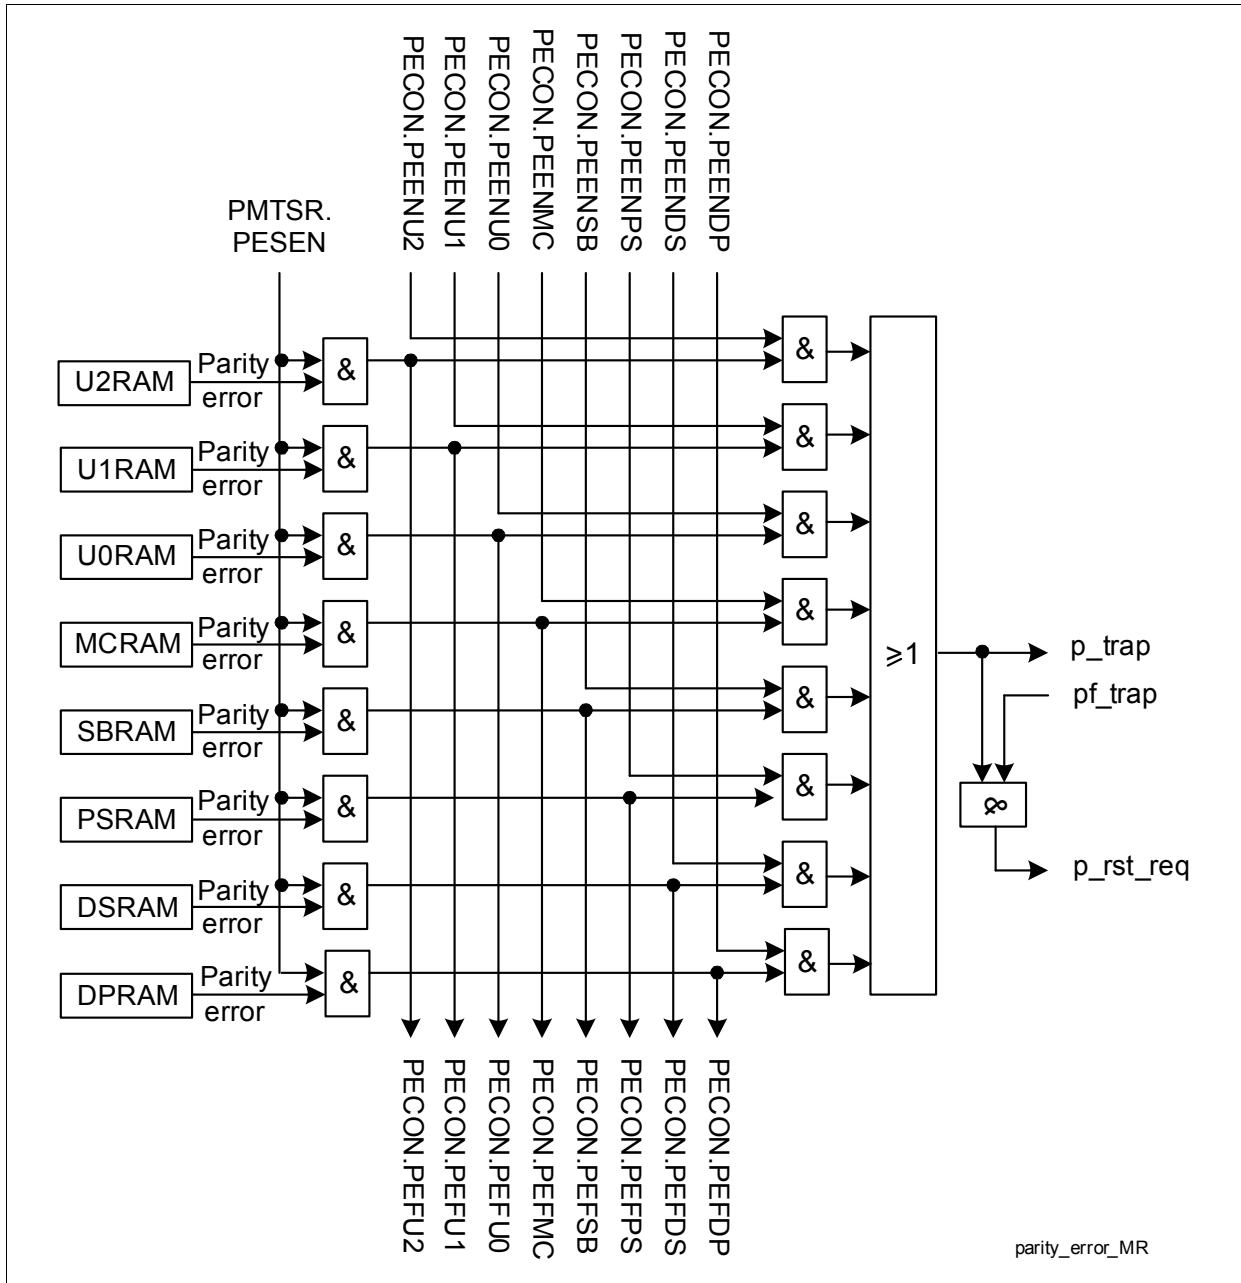 PECON.PEENU2
PECON.PEENU1
PECON.PEENU0
PECON.PEENMC
PECON.PEENSB
PECON.PEENPS
PECON.PEENDS
PECON.PEENDP
PMTSR.
PESEN
U2RAM
Parity
error
&
&
U1RAM
Parity
error
&
&
U0RAM
Parity
error
&
&
MCRAM
Parity
error
&
&
SBRAM
Parity
error
&
&
PSRAM
Parity
error
&
&
DSRAM
Parity
error
&
&
DPRAM
Parity
error
&
&
⩾1
p_trap
pf_trap
&
p_rst_req
PECON.PEFU2
PECON.PEFU1
PECON.PEFU0
PECON.PEFMC
PECON.PEFSB
PECON.PEFPS
PECON.PEFDS
PECON.PEFDP
parity_error_MR